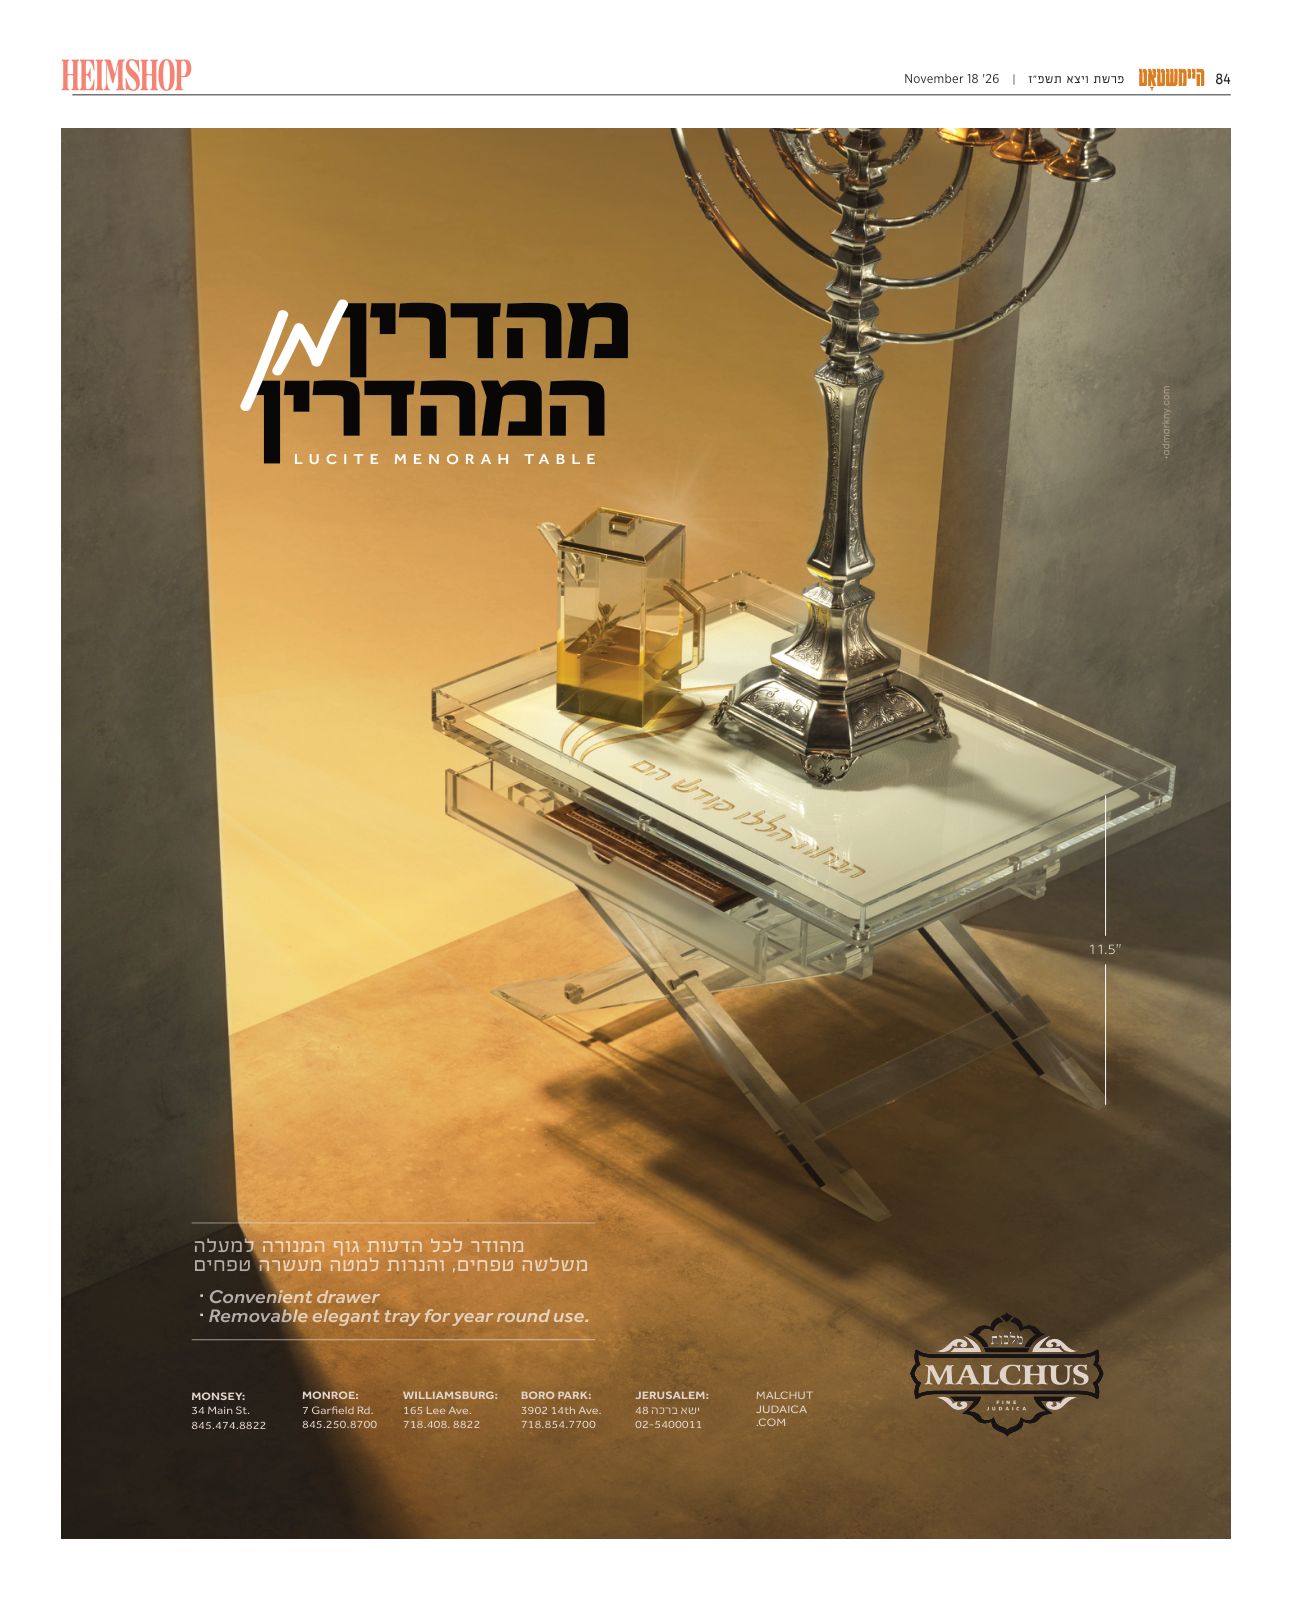 HEIMSHOP
November 18 '26 | פרשת ויצא תשפ״ז היימשטאָט 84
מהדרין מן
המהדרין
LUCITE MENORAH TABLE
•admarkny.com
הנרות הללו קודש הם
11.5"
מהודר לכל הדעות גוף המנורה למעלה
משלשה טפחים, והנרות למטה מעשרה טפחים
· Convenient drawer
· Removable elegant tray for year round use.
MONSEY:
34 Main St.
845.474.8822
MONROE:
7 Garfield Rd.
845.250.8700
WILLIAMSBURG:
165 Lee Ave.
718.408. 8822
BORO PARK:
3902 14th Ave.
718.854.7700
JERUSALEM:
ישא ברכה 48
02-5400011
MALCHUT
JUDAICA
.COM
מלכות
MALCHUS
FINE
JUDAICA